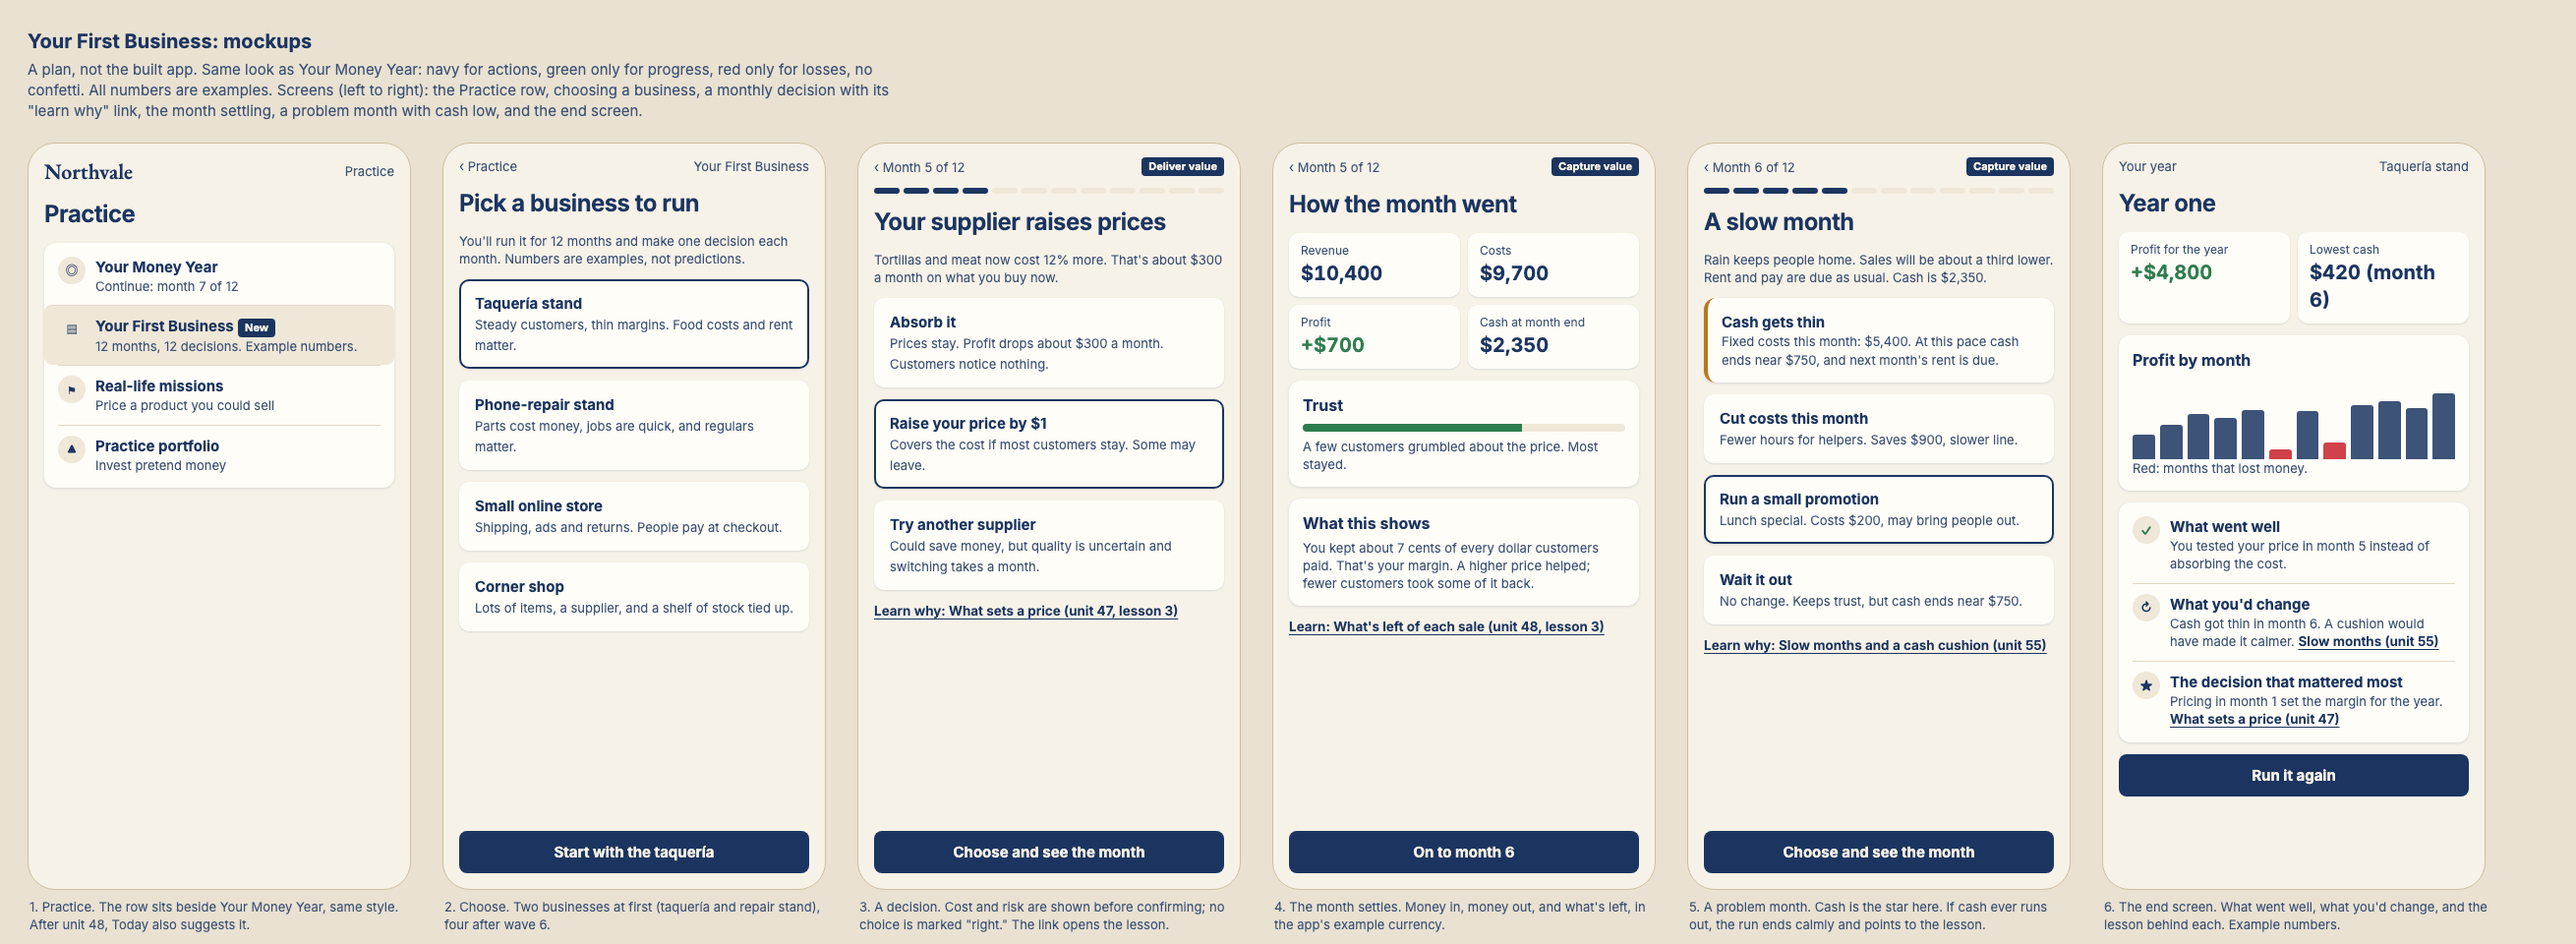 Your First Business: mockups
A plan, not the built app. Same look as Your Money Year: navy for actions, green only for progress, red only for losses, no
confetti. All numbers are examples. Screens (left to right): the Practice row, choosing a business, a monthly decision with its
"learn why" link, the month settling, a problem month with cash low, and the end screen.
Northvale
Practice
Practice
Your Money Year
Continue: month 7 of 12
Your First Business New
12 months, 12 decisions. Example numbers.
Real-life missions
Price a product you could sell
Practice portfolio
Invest pretend money
1. Practice. The row sits beside Your Money Year, same style.
After unit 48, Today also suggests it.
‹ Practice
Your First Business
Pick a business to run
You'll run it for 12 months and make one decision each
month. Numbers are examples, not predictions.
Taquería stand
Steady customers, thin margins. Food costs and rent
matter.
Phone-repair stand
Parts cost money, jobs are quick, and regulars
matter.
Small online store
Shipping, ads and returns. People pay at checkout.
Corner shop
Lots of items, a supplier, and a shelf of stock tied up.
Start with the taquería
2. Choose. Two businesses at first (taquería and repair stand),
four after wave 6.
‹ Month 5 of 12
Deliver value
Your supplier raises prices
Tortillas and meat now cost 12% more. That's about $300
a month on what you buy now.
Absorb it
Prices stay. Profit drops about $300 a month.
Customers notice nothing.
Raise your price by $1
Covers the cost if most customers stay. Some may
leave.
Try another supplier
Could save money, but quality is uncertain and
switching takes a month.
Learn why: What sets a price (unit 47, lesson 3)
Choose and see the month
3. A decision. Cost and risk are shown before confirming; no
choice is marked "right." The link opens the lesson.
‹ Month 5 of 12
Capture value
How the month went
Revenue
$10,400
Costs
$9,700
Profit
+$700
Cash at month end
$2,350
Trust
A few customers grumbled about the price. Most
stayed.
What this shows
You kept about 7 cents of every dollar customers
paid. That's your margin. A higher price helped;
fewer customers took some of it back.
Learn: What's left of each sale (unit 48, lesson 3)
On to month 6
4. The month settles. Money in, money out, and what's left, in
the app's example currency.
‹ Month 6 of 12
Capture value
A slow month
Rain keeps people home. Sales will be about a third lower.
Rent and pay are due as usual. Cash is $2,350.
Cash gets thin
Fixed costs this month: $5,400. At this pace cash
ends near $750, and next month's rent is due.
Cut costs this month
Fewer hours for helpers. Saves $900, slower line.
Run a small promotion
Lunch special. Costs $200, may bring people out.
Wait it out
No change. Keeps trust, but cash ends near $750.
Learn why: Slow months and a cash cushion (unit 55)
Choose and see the month
5. A problem month. Cash is the star here. If cash ever runs
out, the run ends calmly and points to the lesson.
Your year
Taquería stand
Year one
Profit for the year
+$4,800
Lowest cash
$420 (month
6)
Profit by month
Red: months that lost money.
What went well
You tested your price in month 5 instead of
absorbing the cost.
What you'd change
Cash got thin in month 6. A cushion would
have made it calmer. Slow months (unit 55)
The decision that mattered most
Pricing in month 1 set the margin for the year.
What sets a price (unit 47)
Run it again
6. The end screen. What went well, what you'd change, and the
lesson behind each. Example numbers.